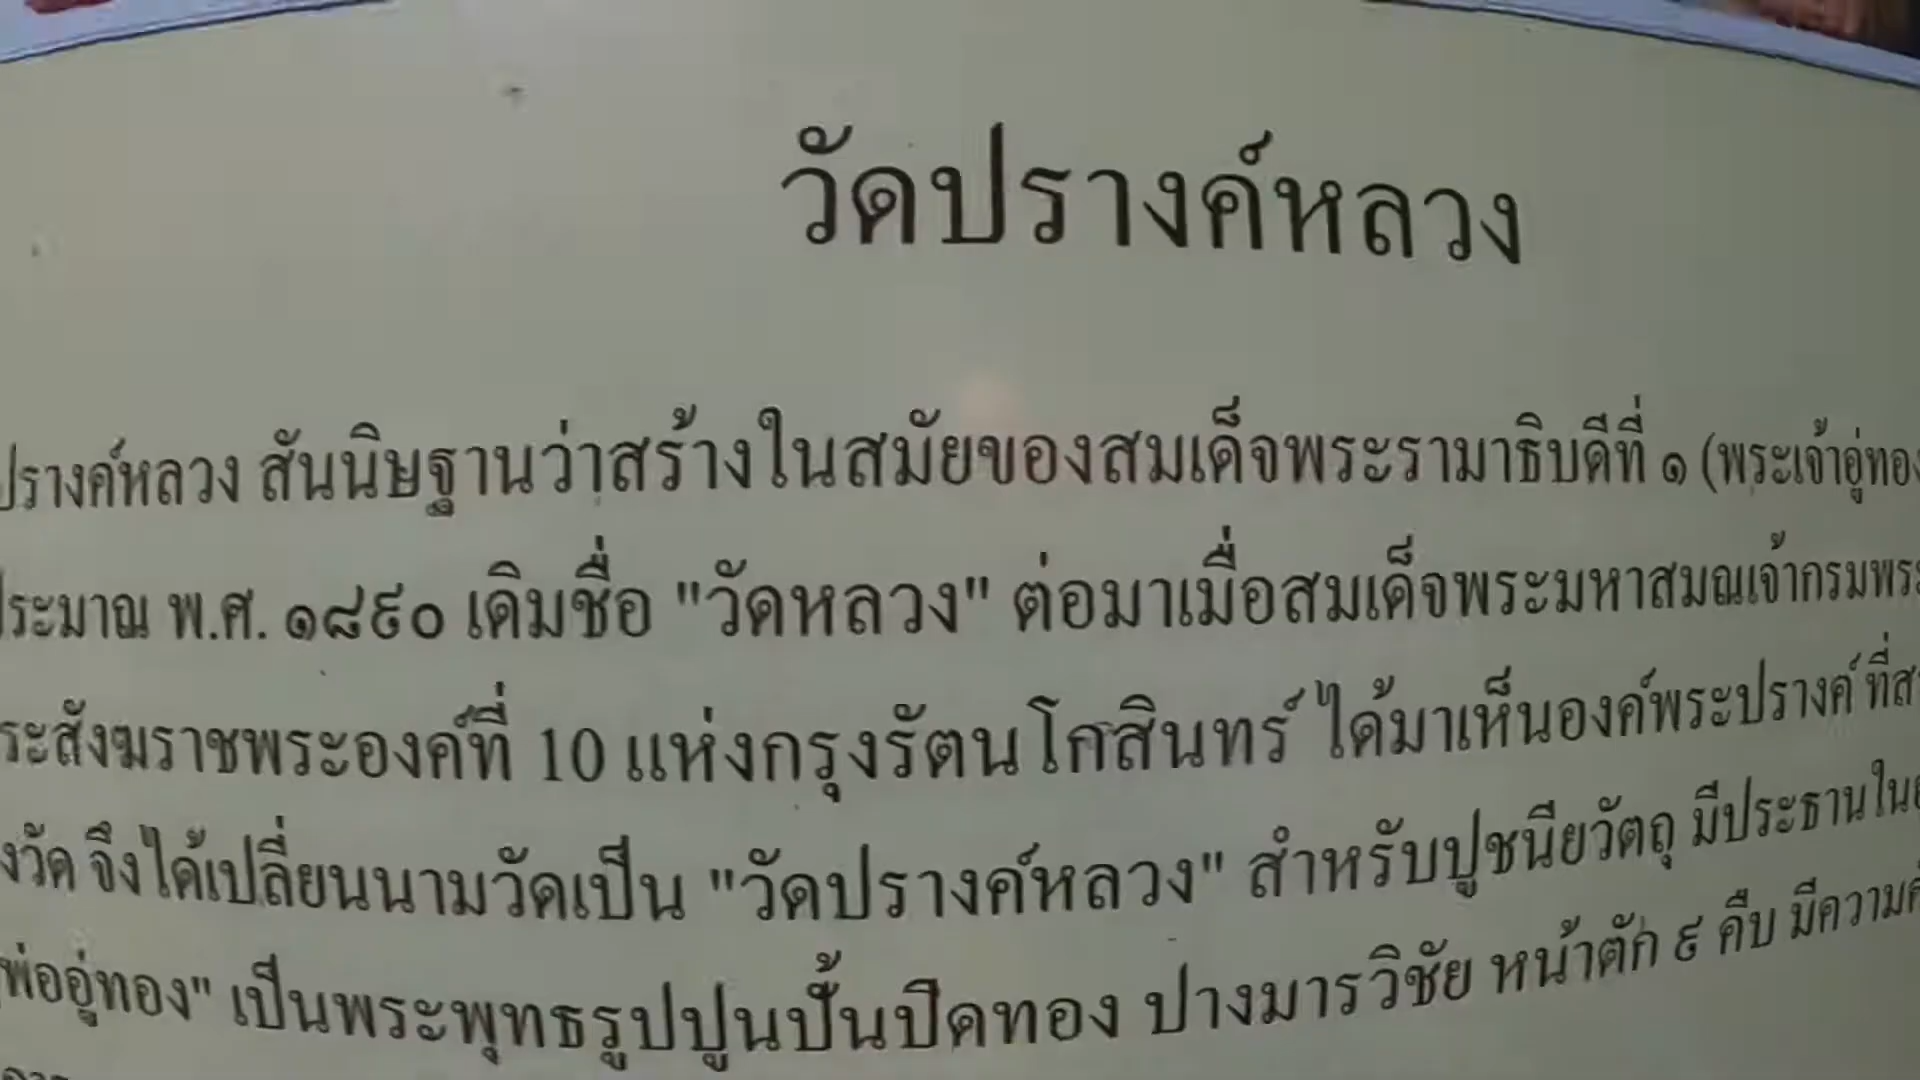 วัดปรางค์หลวง
ปรางค์หลวง สันนิษฐานว่าสร้างในสมัยของสมเด็จพระรามาธิบดีที่ ๑ (พระเจ้าอู่ทอง
ประมาณ พ.ศ. ๑๘๙๐ เดิมชื่อ "วัดหลวง" ต่อมาเมื่อสมเด็จพระมหาสมณเจ้ากรมพระ
ระสังฆราชพระองค์ที่ 10 แห่งกรุงรัตนโกสินทร์ ได้มาเห็นองค์พระปรางค์ ที่ส
งวัด จึงได้เปลี่ยนนามวัดเป็น "วัดปรางค์หลวง" สำหรับปูชนียวัตถุ มีประธานใน
พ่ออู่ทอง" เป็นพระพุทธรูปปูนปั้นปิดทอง ปางมารวิชัย หน้าตัก ๙ คืบ มีความ